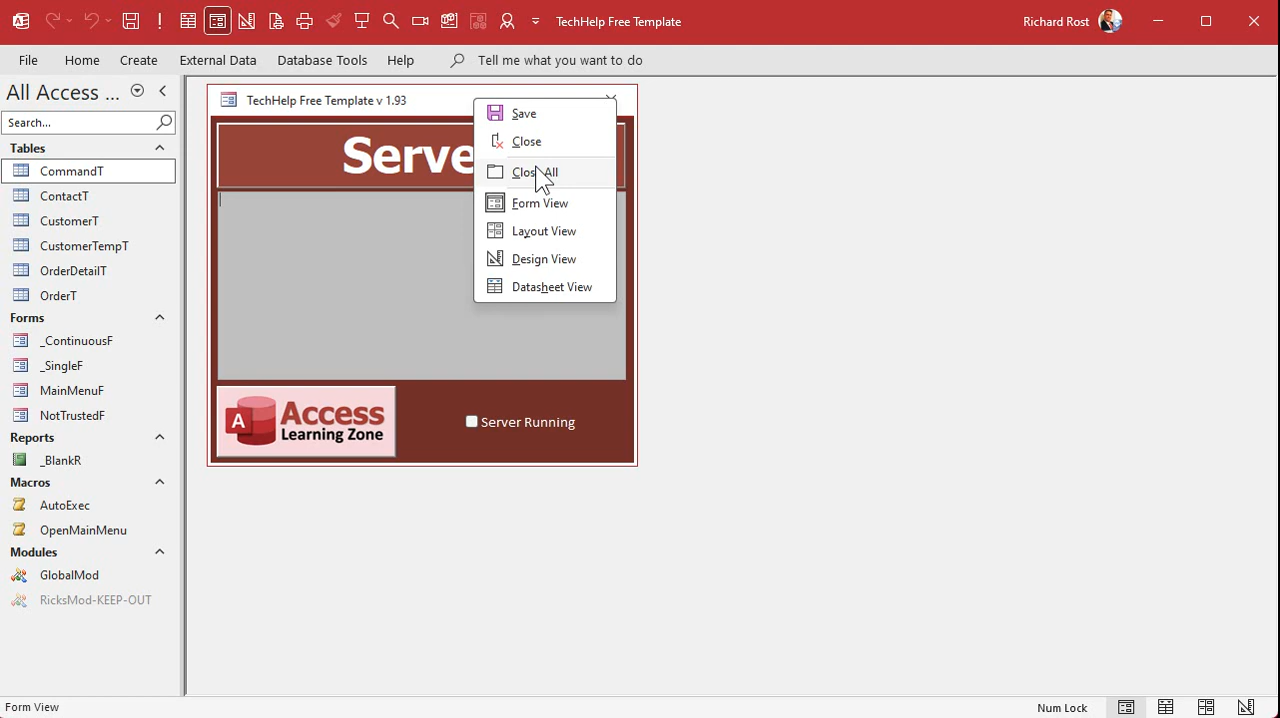 TechHelp Free Template
Richard Rost
File
Home
Create
External Data
Database Tools
Help
Tell me what you want to do
All Access ...
Search...
Tables
CommandT
ContactT
CustomerT
CustomerTempT
OrderDetailT
OrderT
Forms
_ContinuousF
_SingleF
MainMenuF
NotTrustedF
Reports
_BlankR
Macros
AutoExec
OpenMainMenu
Modules
GlobalMod
RicksMod-KEEP-OUT
TechHelp Free Template v 1.93
Serve
Save
Close
Close All
Form View
Layout View
Design View
Datasheet View
A Access
Learning Zone
Server Running
Form View
Num Lock